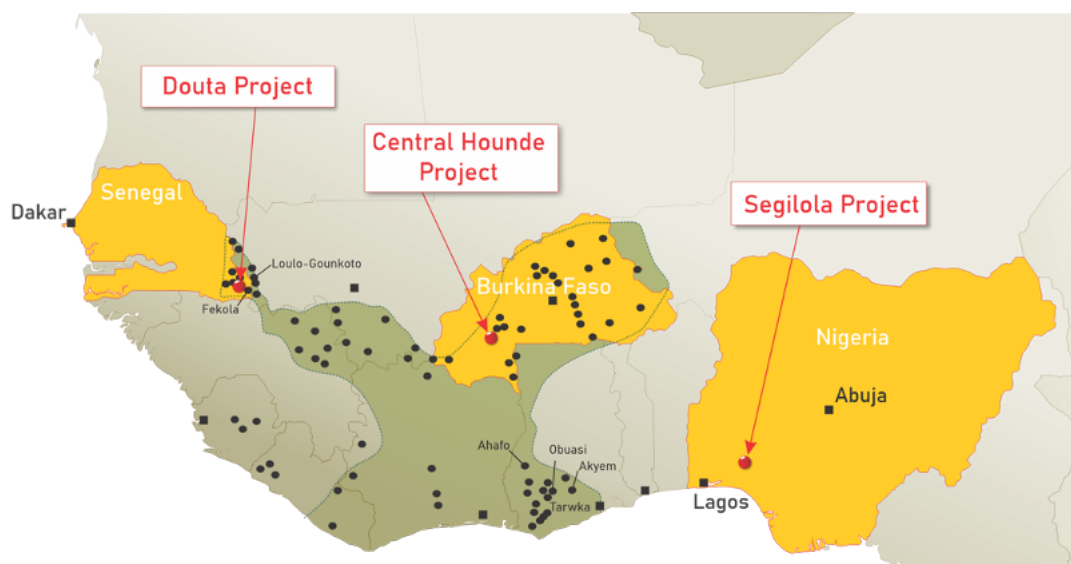 Douta Project
Central Hounde
Project
Senegal
Segilola Project
Dakar
Loulo-Gounkoto
Burkina Faso
Fekola
Nigeria
Abuja
Ahafo
Obuasi
Akyem
Tarwka
Lagos